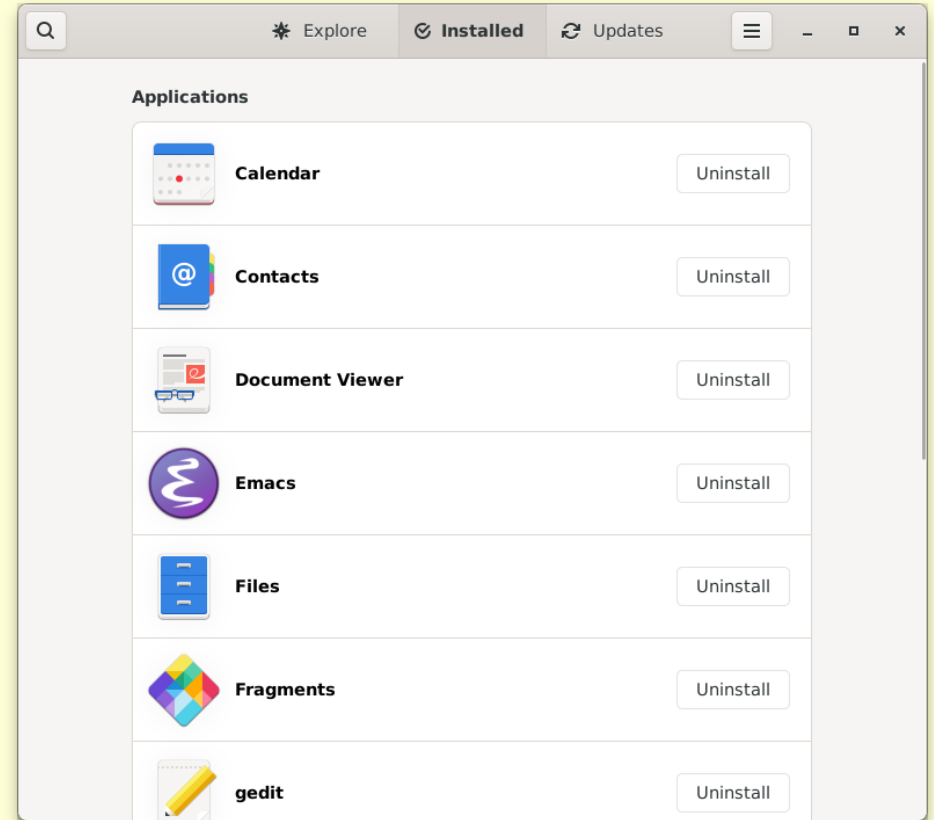 Explore Installed Updates
Applications
Calendar Uninstall
@
Contacts Uninstall
Document Viewer Uninstall
Emacs Uninstall
Files Uninstall
Fragments Uninstall
gedit Uninstall